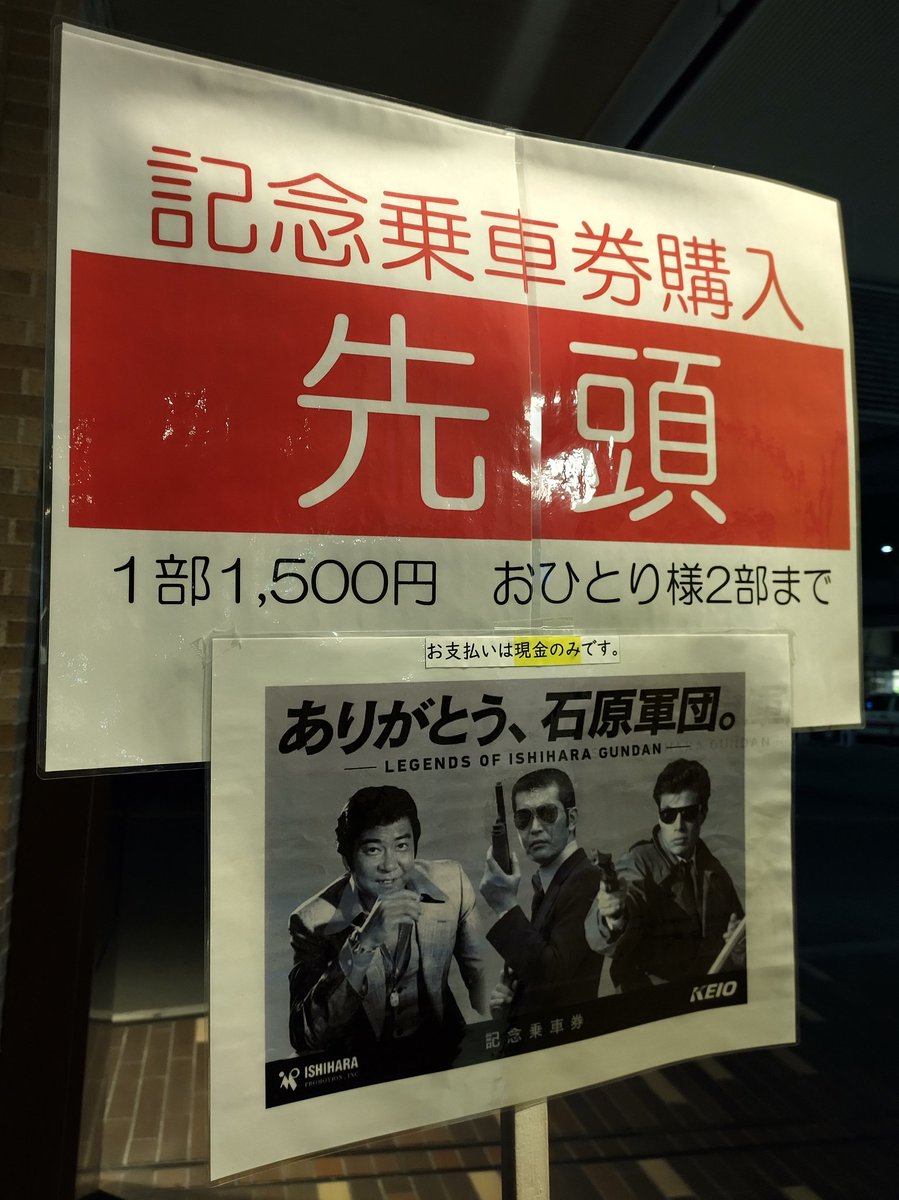 記念乗車券購入
先頭
1部1,500円 おひとり様2部まで
お支払いは現金のみです。
ありがとう、石原軍団。
LEGENDS OF ISHIHARA GUNDAN
KEIO
記念乗車券
ISHIHARA
PROMOTION, INC